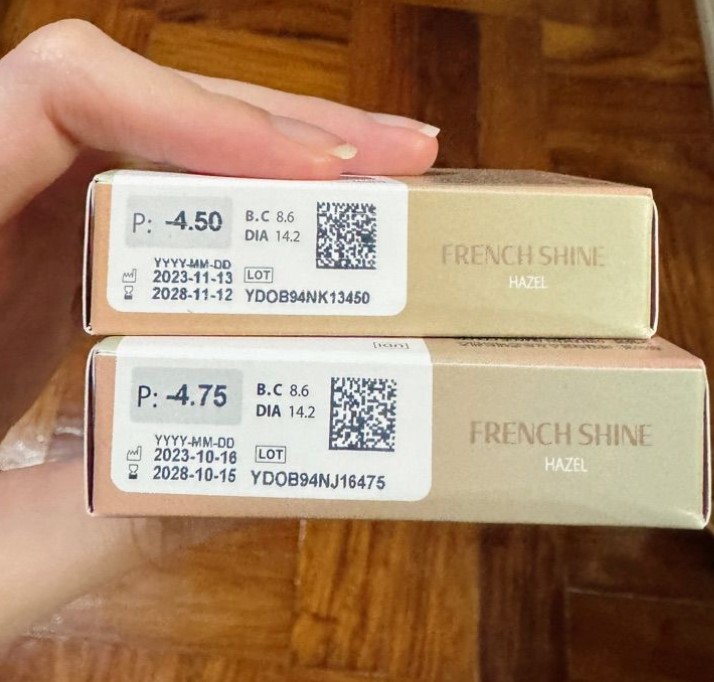 P: -4.50
B.C 8.6
DIA 14.2
YYYY-MM-DD
2023-11-13
2028-11-12
LOT
YDOB94NK13450
FRENCH SHINE
HAZEL
[UDI]
P: -4.75
B.C 8.6
DIA 14.2
YYYY-MM-DD
2023-10-16
2028-10-15
LOT
YDOB94NJ16475
FRENCH SHINE
HAZEL